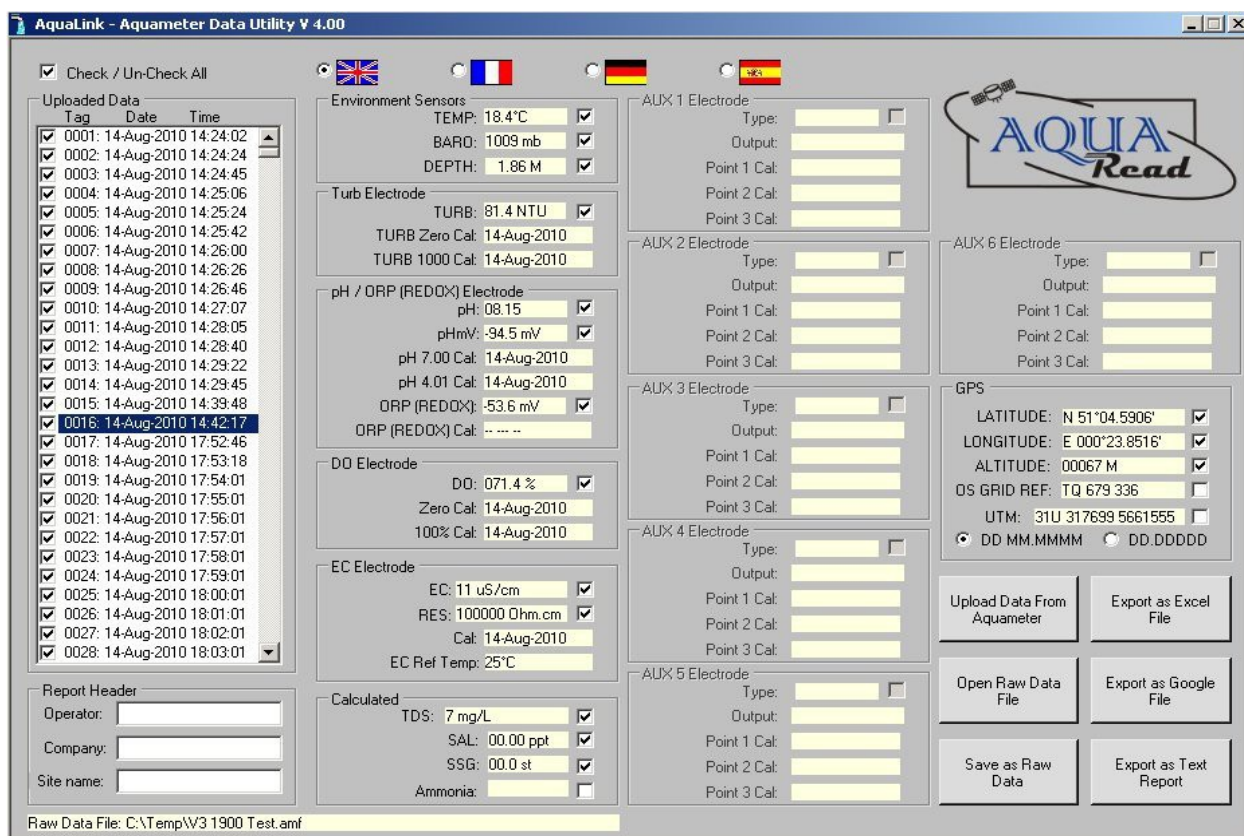 AquaLink - Aquameter Data Utility V 4.00
Check / Un-Check All
Uploaded Data
Tag Date Time
0001: 14-Aug-2010 14:24:02
0002: 14-Aug-2010 14:24:24
0003: 14-Aug-2010 14:24:45
0004: 14-Aug-2010 14:25:06
0005: 14-Aug-2010 14:25:24
0006: 14-Aug-2010 14:25:42
0007: 14-Aug-2010 14:26:00
0008: 14-Aug-2010 14:26:26
0009: 14-Aug-2010 14:26:46
0010: 14-Aug-2010 14:27:07
0011: 14-Aug-2010 14:28:05
0012: 14-Aug-2010 14:28:40
0013: 14-Aug-2010 14:29:22
0014: 14-Aug-2010 14:29:45
0015: 14-Aug-2010 14:39:48
0016: 14-Aug-2010 14:42:17
0017: 14-Aug-2010 17:52:46
0018: 14-Aug-2010 17:53:18
0019: 14-Aug-2010 17:54:01
0020: 14-Aug-2010 17:55:01
0021: 14-Aug-2010 17:56:01
0022: 14-Aug-2010 17:57:01
0023: 14-Aug-2010 17:58:01
0024: 14-Aug-2010 17:59:01
0025: 14-Aug-2010 18:00:01
0026: 14-Aug-2010 18:01:01
0027: 14-Aug-2010 18:02:01
0028: 14-Aug-2010 18:03:01
Report Header
Operator:
Company:
Site name:
Raw Data File: C:\Temp\V3 1900 Test.amf
Environment Sensors
TEMP: 18.4°C
BARO: 1009 mb
DEPTH: 1.86 M
Turb Electrode
TURB: 81.4 NTU
TURB Zero Cal: 14-Aug-2010
TURB 1000 Cal: 14-Aug-2010
pH / ORP (REDOX) Electrode
pH: 08.15
pHmV: -94.5 mV
pH 7.00 Cal: 14-Aug-2010
pH 4.01 Cal: 14-Aug-2010
ORP (REDOX): -53.6 mV
ORP (REDOX) Cal: -- --- --
DO Electrode
DO: 071.4 %
Zero Cal: 14-Aug-2010
100% Cal: 14-Aug-2010
EC Electrode
EC: 11 uS/cm
RES: 100000 Ohm.cm
Cal: 14-Aug-2010
EC Ref Temp: 25°C
Calculated
TDS: 7 mg/L
SAL: 00.00 ppt
SSG: 00.0 st
Ammonia:
AUX 1 Electrode
Type:
Output:
Point 1 Cal:
Point 2 Cal:
Point 3 Cal:
AUX 2 Electrode
Type:
Output:
Point 1 Cal:
Point 2 Cal:
Point 3 Cal:
AUX 3 Electrode
Type:
Output:
Point 1 Cal:
Point 2 Cal:
Point 3 Cal:
AUX 4 Electrode
Type:
Output:
Point 1 Cal:
Point 2 Cal:
Point 3 Cal:
AUX 5 Electrode
Type:
Output:
Point 1 Cal:
Point 2 Cal:
Point 3 Cal:
AQUA
Read
AUX 6 Electrode
Type:
Output:
Point 1 Cal:
Point 2 Cal:
Point 3 Cal:
GPS
LATITUDE: N 51°04.5906'
LONGITUDE: E 000°23.8516'
ALTITUDE: 00067 M
OS GRID REF: TQ 679 336
UTM: 31U 317699 5661555
DD MM.MMMM DD.DDDDD
Upload Data From
Aquameter
Export as Excel
File
Open Raw Data
File
Export as Google
File
Save as Raw
Data
Export as Text
Report